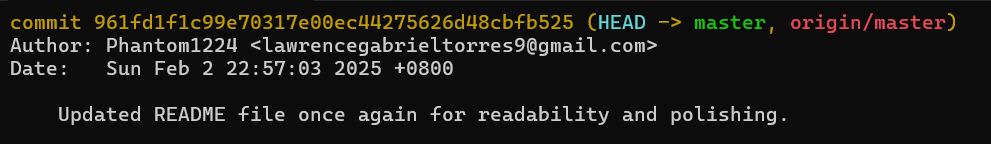 commit 961fd1f1c99e70317e00ec44275626d48cbfb525 (HEAD -> master, origin/master)
Author: Phantom1224 <lawrencegabrieltorres9@gmail.com>
Date:   Sun Feb 2 22:57:03 2025 +0800
Updated README file once again for readability and polishing.